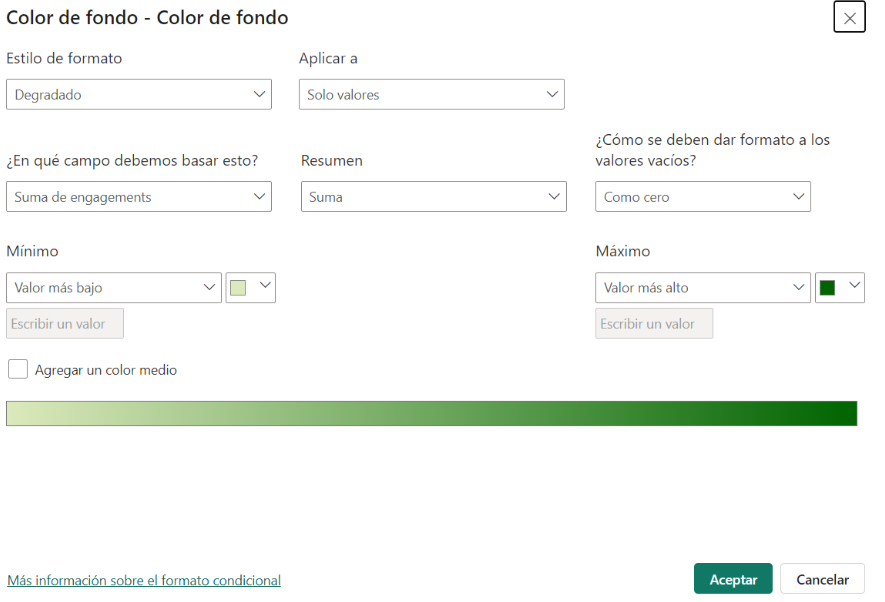 Color de fondo - Color de fondo
Estilo de formato
Aplicar a
Degradado
Solo valores
¿En qué campo debemos basar esto?
Resumen
¿Cómo se deben dar formato a los
valores vacíos?
Suma de engagements
Suma
Como cero
Mínimo
Máximo
Valor más bajo
Valor más alto
Escribir un valor
Escribir un valor
Agregar un color medio
Más información sobre el formato condicional
Aceptar
Cancelar